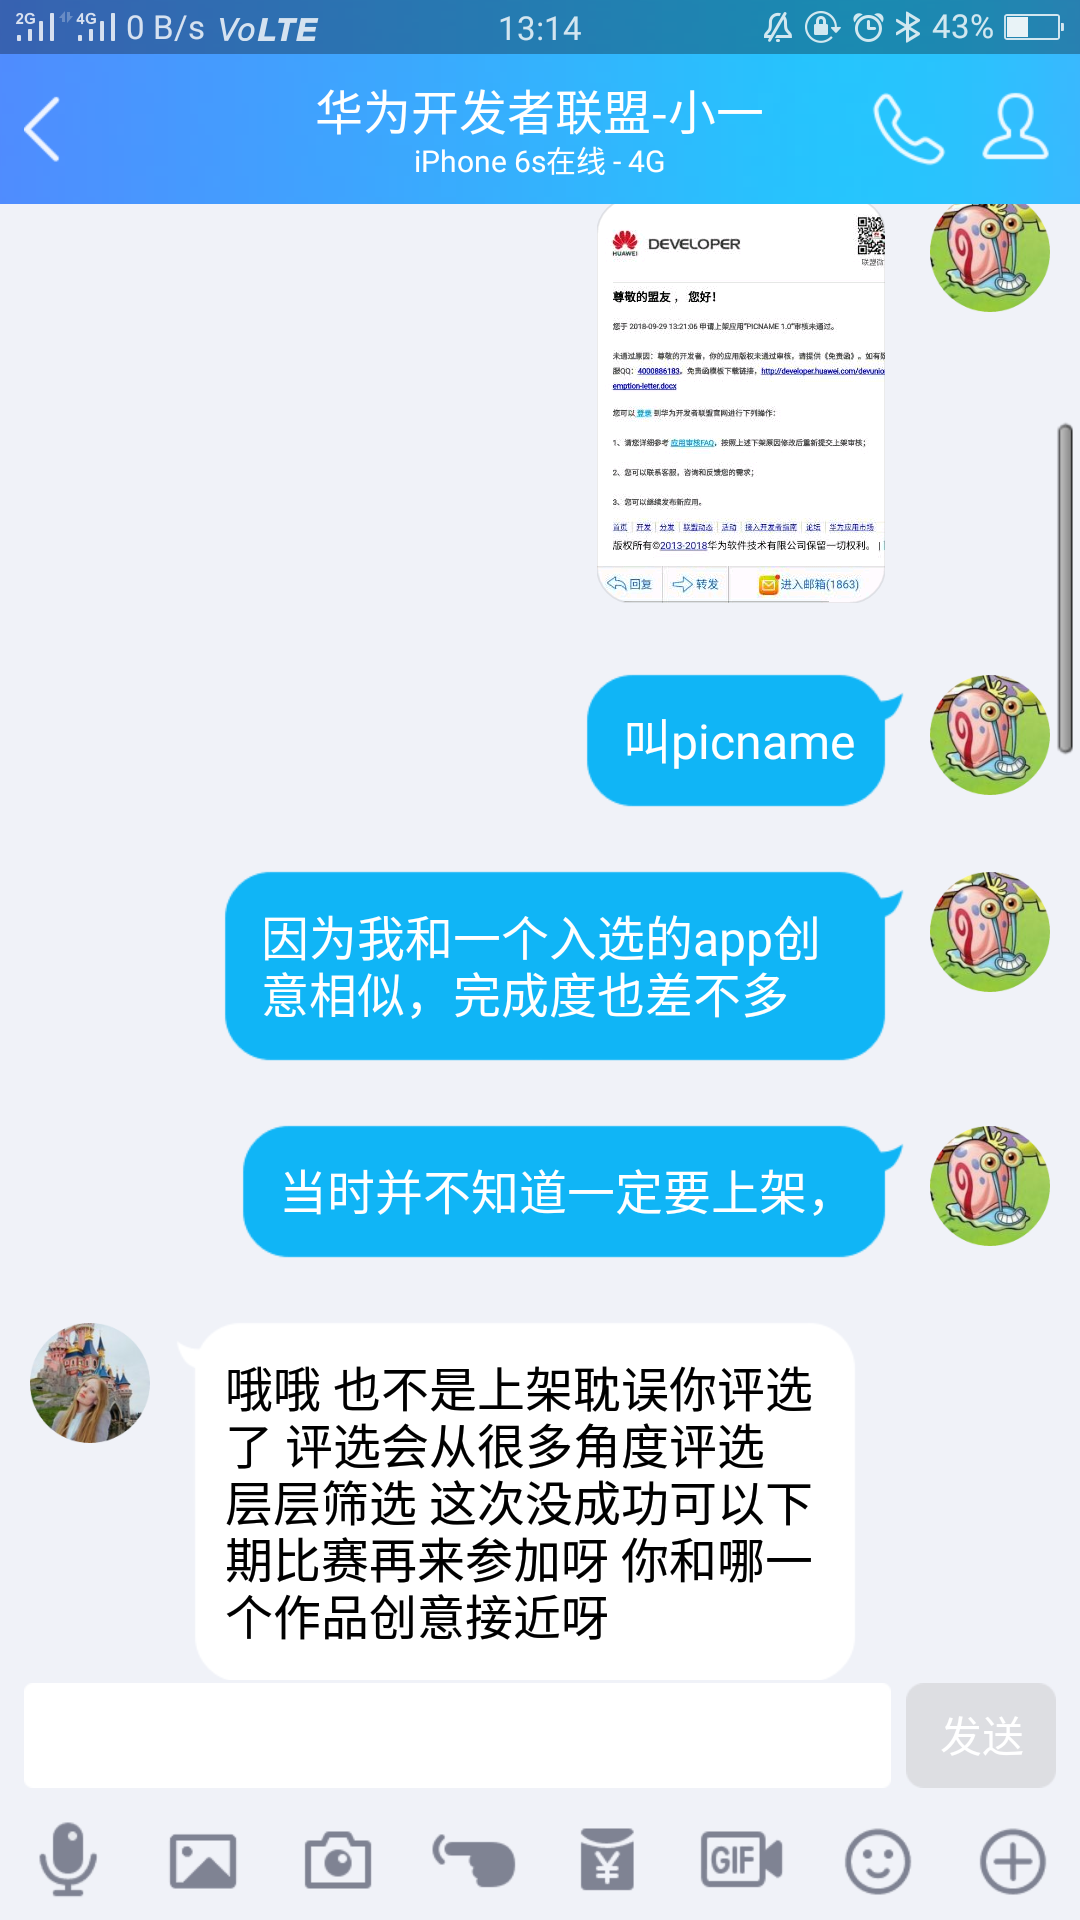 2G 4G 0 B/s VoLTE 13:14 43%
华为开发者联盟-小一
iPhone 6s在线 - 4G
HUAWEI DEVELOPER
联盟微
尊敬的盟友 ， 您好！
您于 2018-09-29 13:21:06 申请上架应用"PICNAME 1.0"审核未通过。
未通过原因：尊敬的开发者，你的应用版权未通过审核，请提供《免责函》。如有疑
服QQ：4000886183。免责函模板下载链接，http://developer.huawei.com/devunion
emption-letter.docx
您可以 登录 到华为开发者联盟官网进行下列操作：
1、请您详细参考 应用审核FAQ，按照上述下架原因修改后重新提交上架审核；
2、您可以联系客服，咨询和反馈您的需求；
3、您可以继续发布新应用。
首页 | 开发 | 分发 | 联盟动态 | 活动 | 接入开发者指南 | 论坛 | 华为应用市场
版权所有©2013-2018华为软件技术有限公司保留一切权利。 |
回复 转发 进入邮箱(1863)
叫picname
因为我和一个入选的app创
意相似，完成度也差不多
当时并不知道一定要上架，
哦哦 也不是上架耽误你评选
了 评选会从很多角度评选
层层筛选 这次没成功可以下
期比赛再来参加呀 你和哪一
个作品创意接近呀
发送
GIF